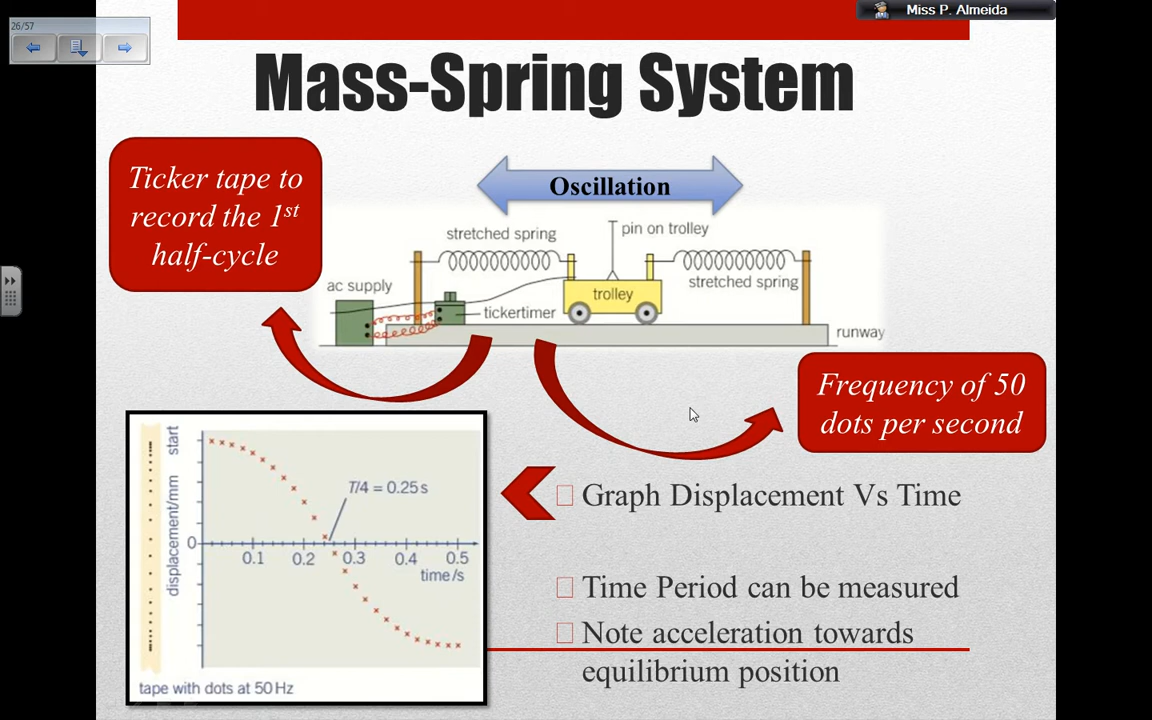 26/57
Miss P. Almeida
Mass-Spring System
Ticker tape to
record the 1st
half-cycle
Oscillation
stretched spring
pin on trolley
stretched spring
ac supply
trolley
tickertimer
runway
Frequency of 50
dots per second
start
displacement/mm
T/4 = 0.25 s
0
0.1
0.2
0.3
0.4
0.5
time/s
tape with dots at 50 Hz
Graph Displacement Vs Time
Time Period can be measured
Note acceleration towards
equilibrium position